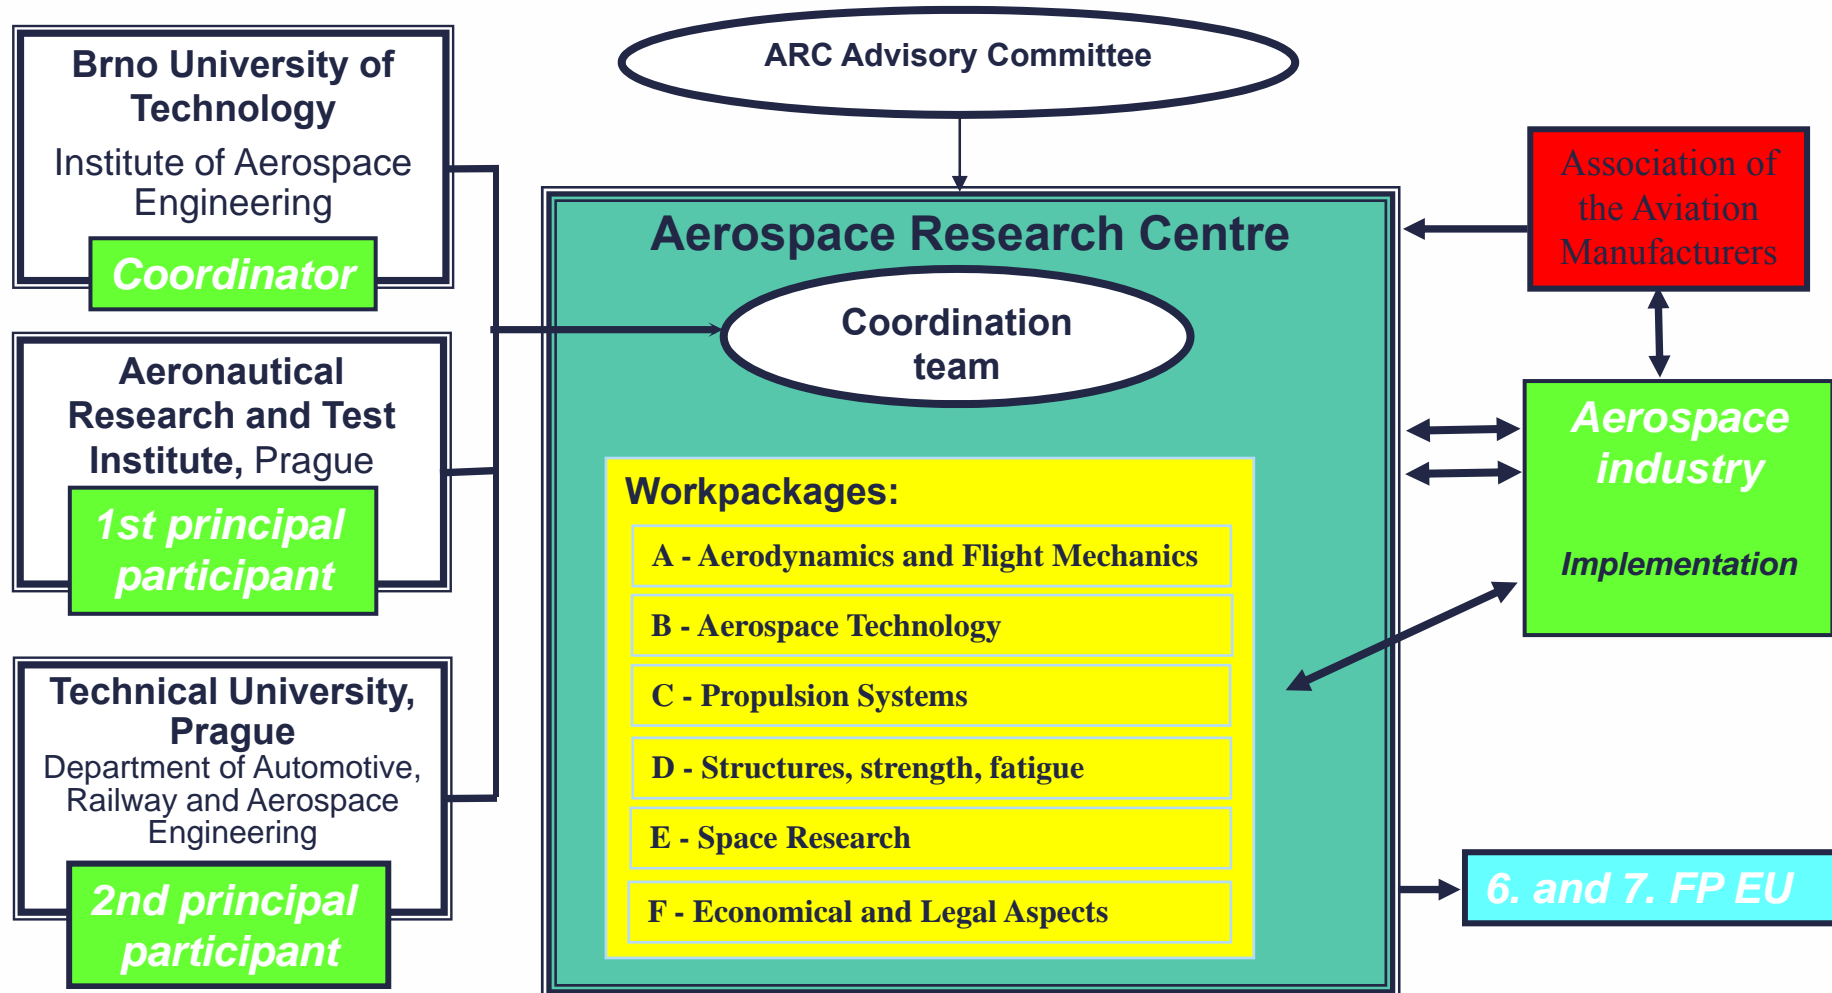 Brno University of
Technology
Institute of Aerospace
Engineering
Coordinator
Aeronautical
Research and Test
Institute, Prague
1st principal
participant
Technical University,
Prague
Department of Automotive,
Railway and Aerospace
Engineering
2nd principal
participant
ARC Advisory Committee
Aerospace Research Centre
Coordination
team
Workpackages:
A - Aerodynamics and Flight Mechanics
B - Aerospace Technology
C - Propulsion Systems
D - Structures, strength, fatigue
E - Space Research
F - Economical and Legal Aspects
Association of
the Aviation
Manufacturers
Aerospace
industry
Implementation
6. and 7. FP EU